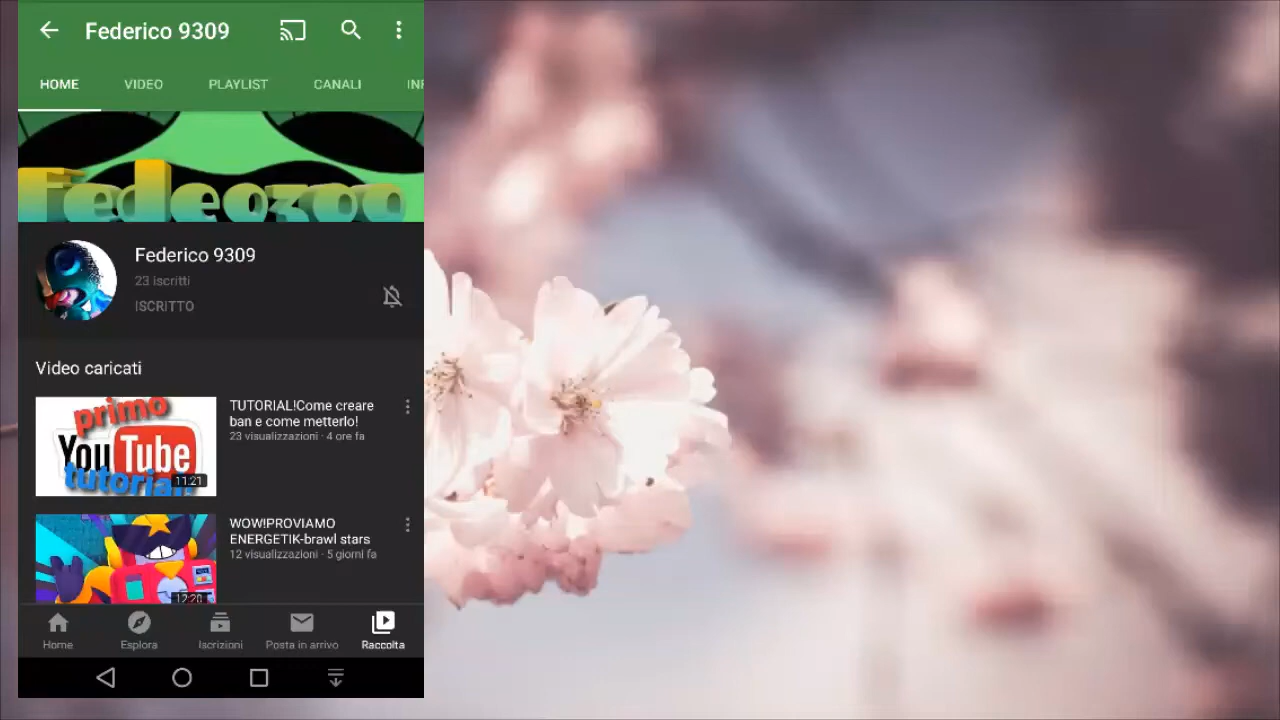 Federico 9309
HOME VIDEO PLAYLIST CANALI
Fedeozoo
Federico 9309
23 iscritti
ISCRITTO
Video caricati
primo
YouTube
tutorial
11:21
TUTORIAL!Come creare
ban e come metterlo!
23 visualizzazioni · 4 ore fa
12:20
WOW!PROVIAMO
ENERGETIK-brawl stars
12 visualizzazioni · 5 giorni fa
Home Esplora Iscrizioni Posta in arrivo Raccolta